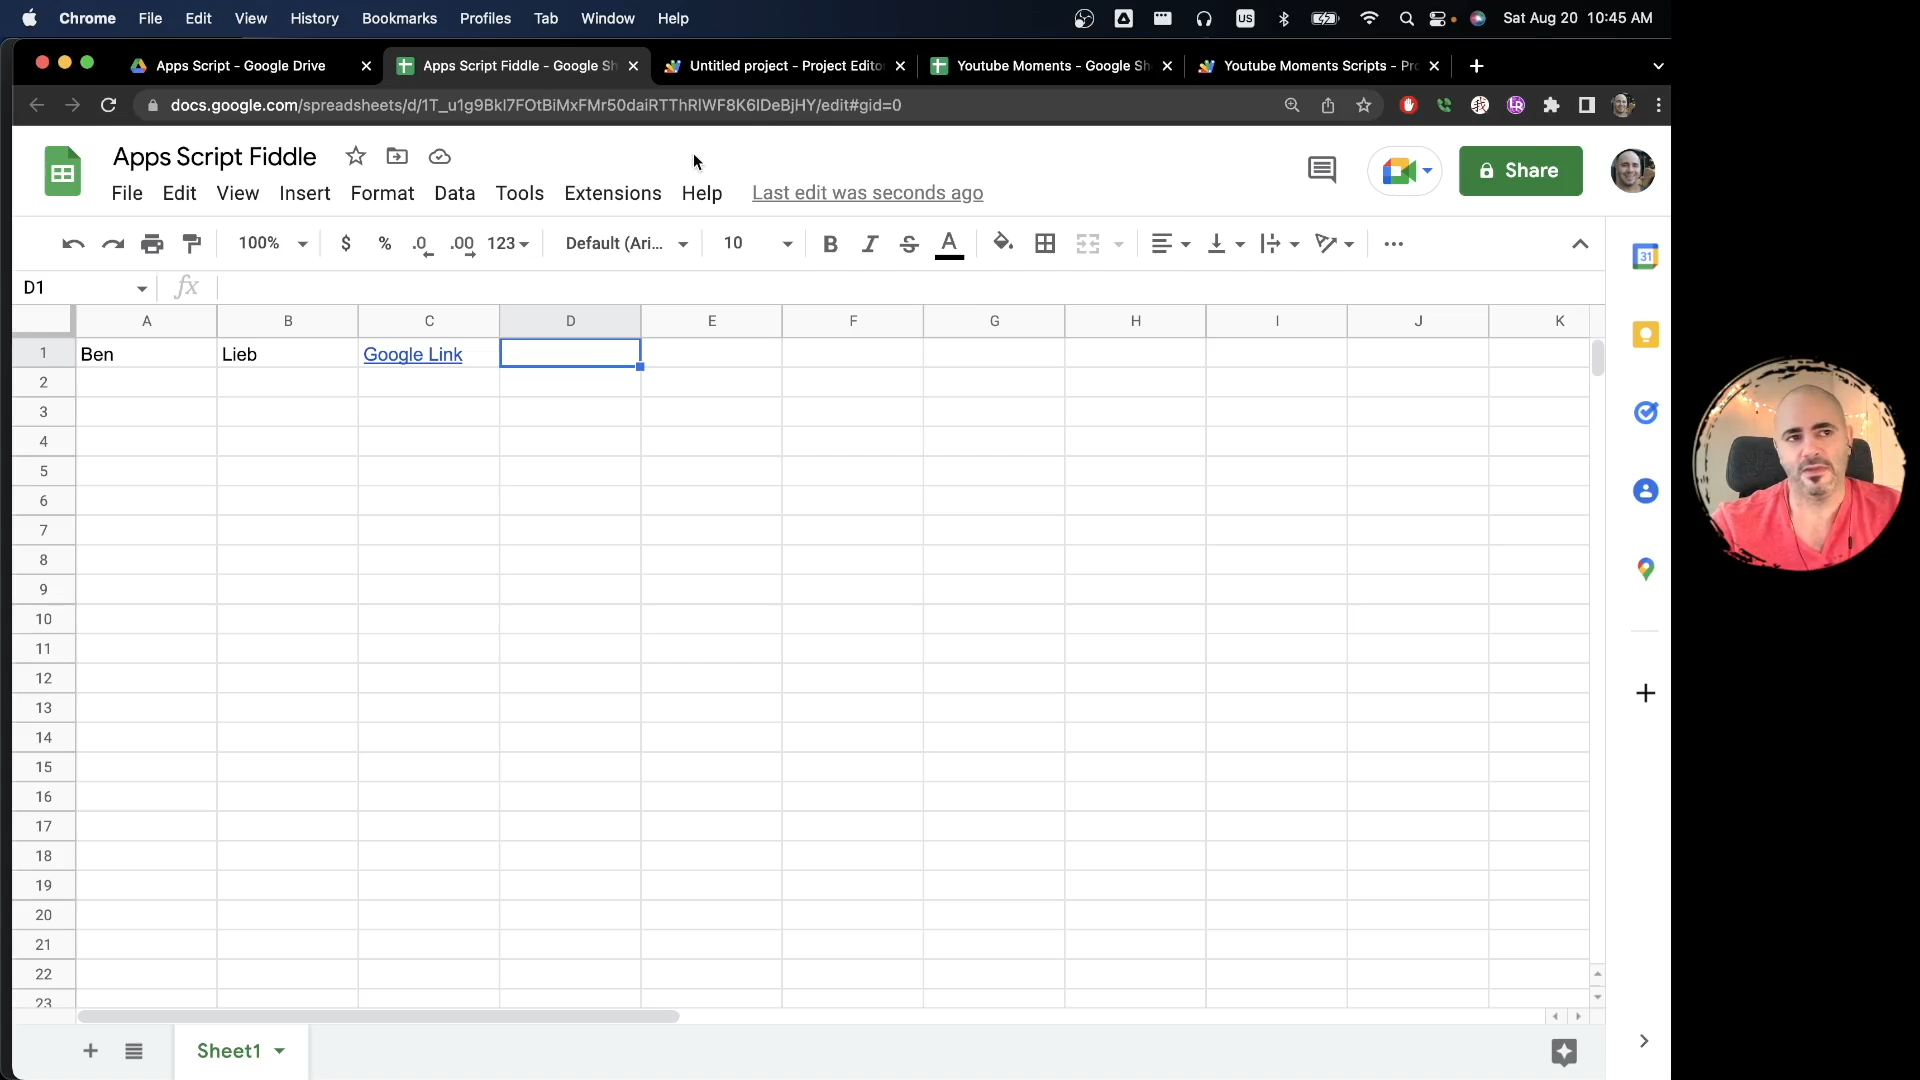 Chrome File Edit View History Bookmarks Profiles Tab Window Help US Sat Aug 20 10:45 AM
Apps Script - Google Drive Apps Script Fiddle - Google Sh Untitled project - Project Edito Youtube Moments - Google Sh Youtube Moments Scripts - Pro
docs.google.com/spreadsheets/d/1T_u1g9Bkl7FOtBiMxFMr50daiRTThRlWF8K6lDeBjHY/edit#gid=0
Apps Script Fiddle
Share
File Edit View Insert Format Data Tools Extensions Help Last edit was seconds ago
100% $ % .0 .00 123 Default (Ari... 10 B I S A
31
D1 fx
A B C D E F G H I J K
1 Ben Lieb Google Link
2
3
4
5
6
7
8
9
10
11
12
13
14
15
16
17
18
19
20
21
22
23
Sheet1